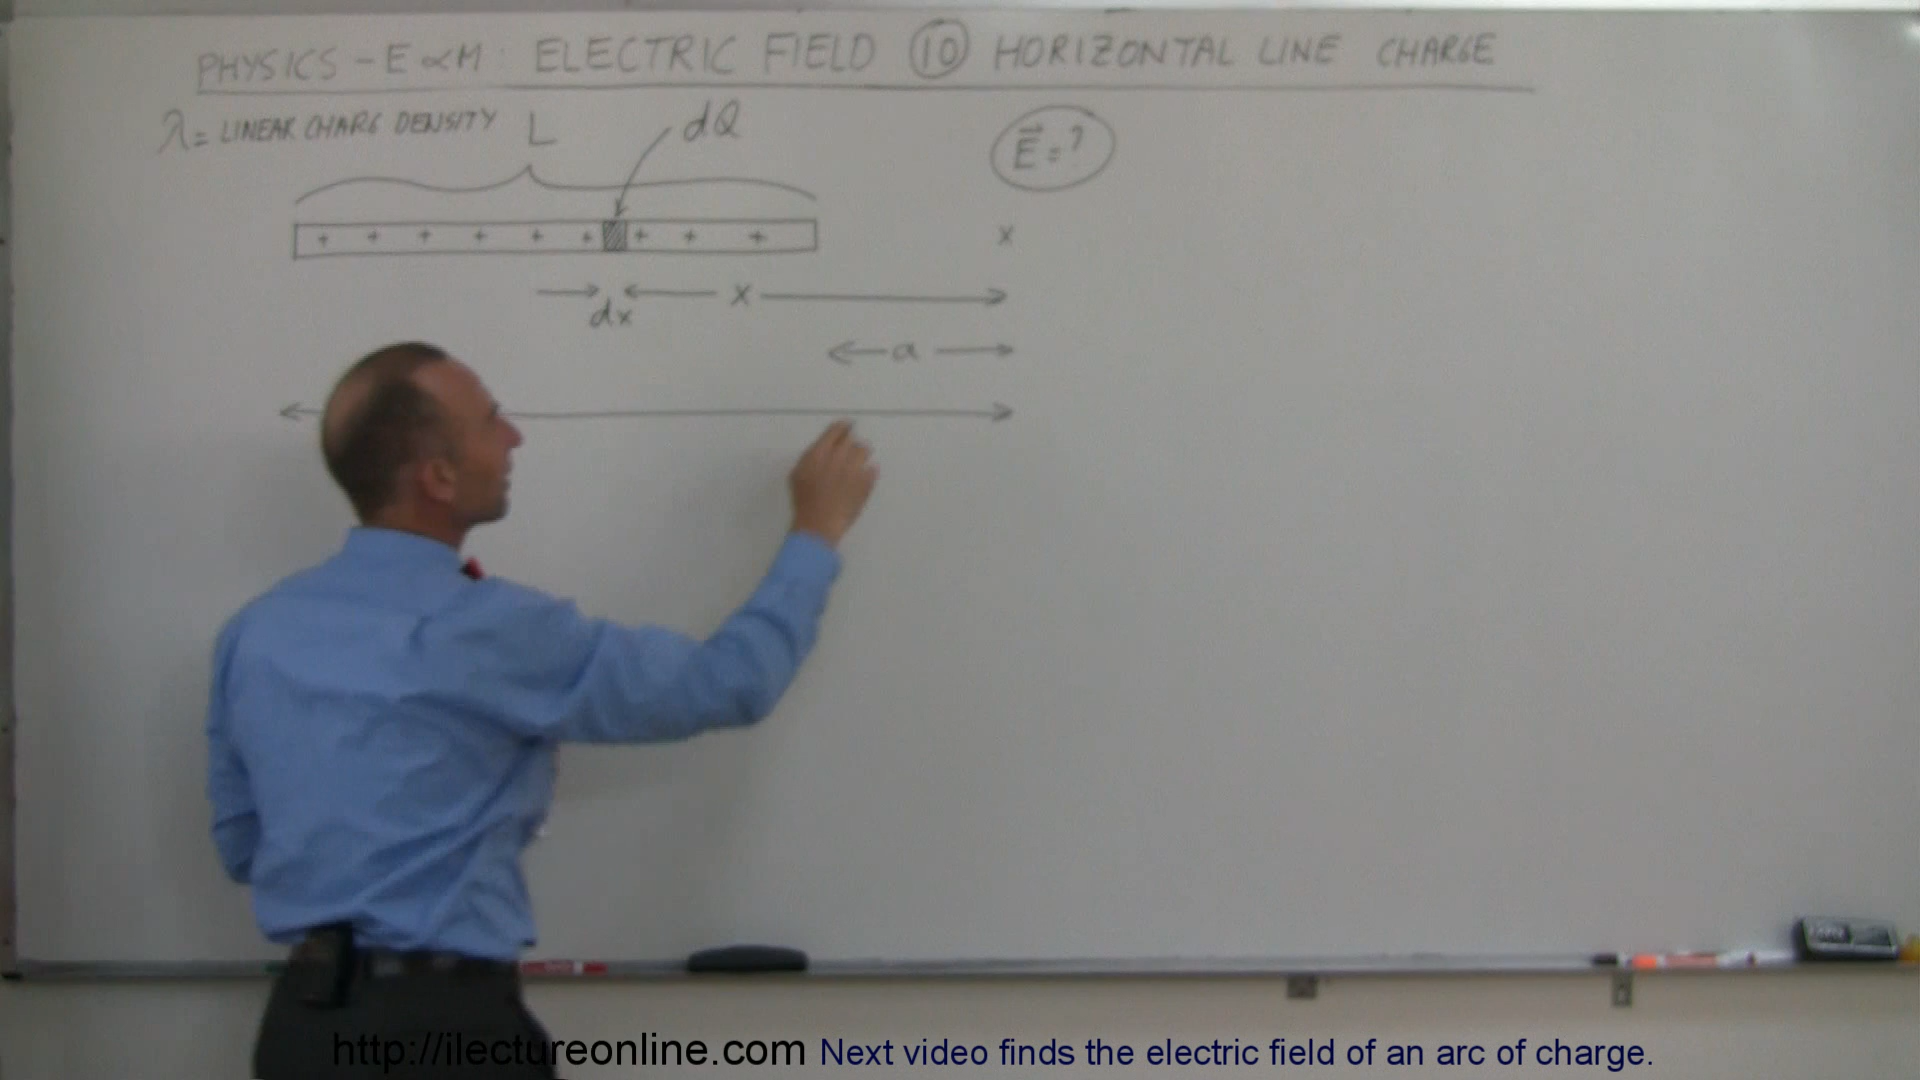 PHYSICS - E & M: ELECTRIC FIELD ⑩ HORIZONTAL LINE CHARGE
λ = LINEAR CHARG DENSITY
L
dQ
E⃗ = ?
+ + + + + + + + +
x
x
dx
a
http://ilectureonline.com Next video finds the electric field of an arc of charge.